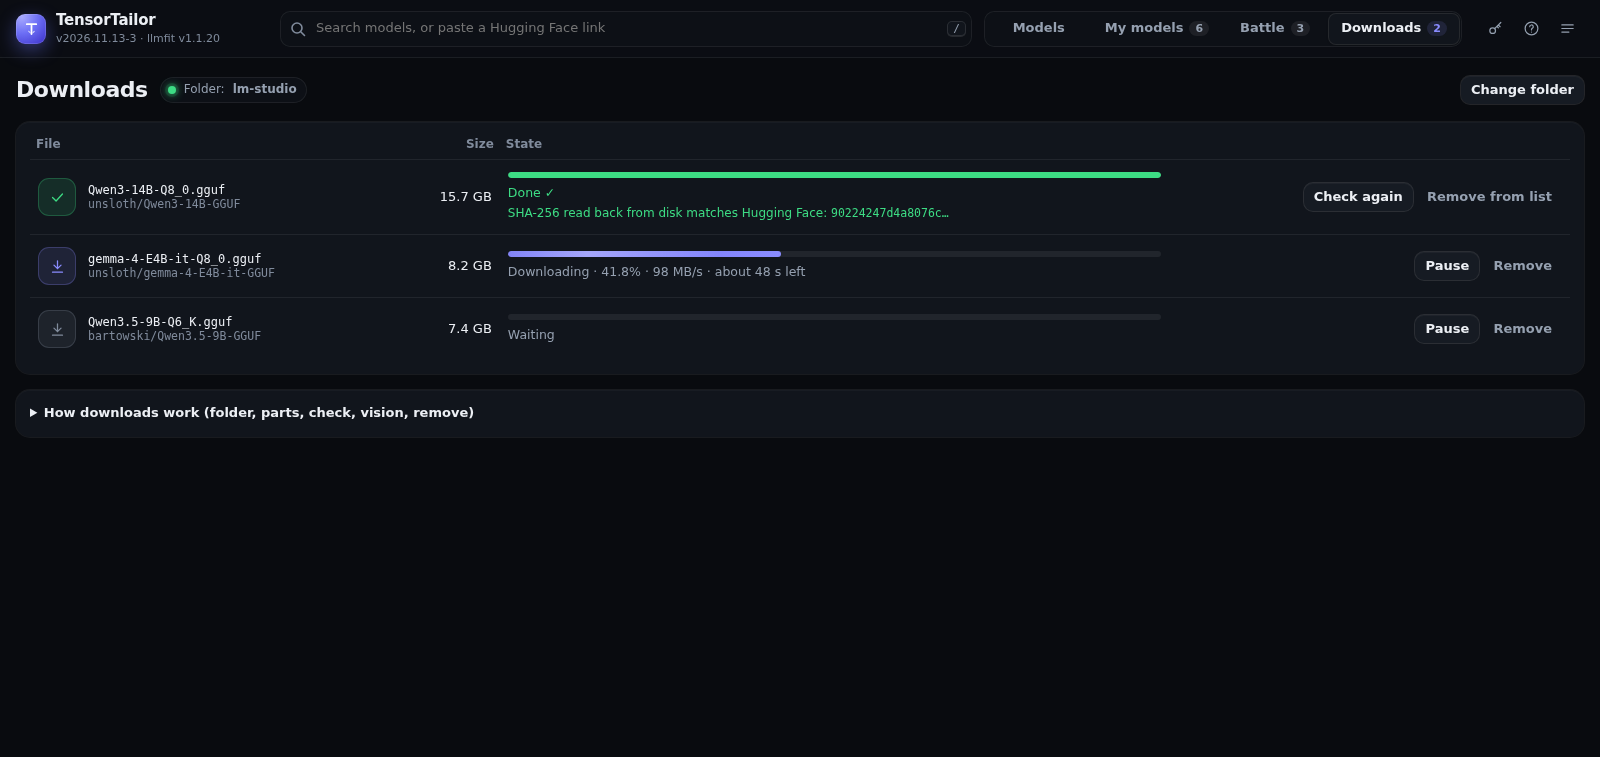 TensorTailor
v2026.11.13-3 · llmfit v1.1.20
Search models, or paste a Hugging Face link
/
Models
My models 6
Battle 3
Downloads 2
Downloads
Folder: lm-studio
Change folder
File Size State
Qwen3-14B-Q8_0.gguf
unsloth/Qwen3-14B-GGUF
15.7 GB
Done ✓
SHA-256 read back from disk matches Hugging Face: 90224247d4a8076c…
Check again Remove from list
gemma-4-E4B-it-Q8_0.gguf
unsloth/gemma-4-E4B-it-GGUF
8.2 GB
Downloading · 41.8% · 98 MB/s · about 48 s left
Pause Remove
Qwen3.5-9B-Q6_K.gguf
bartowski/Qwen3.5-9B-GGUF
7.4 GB
Waiting
Pause Remove
How downloads work (folder, parts, check, vision, remove)